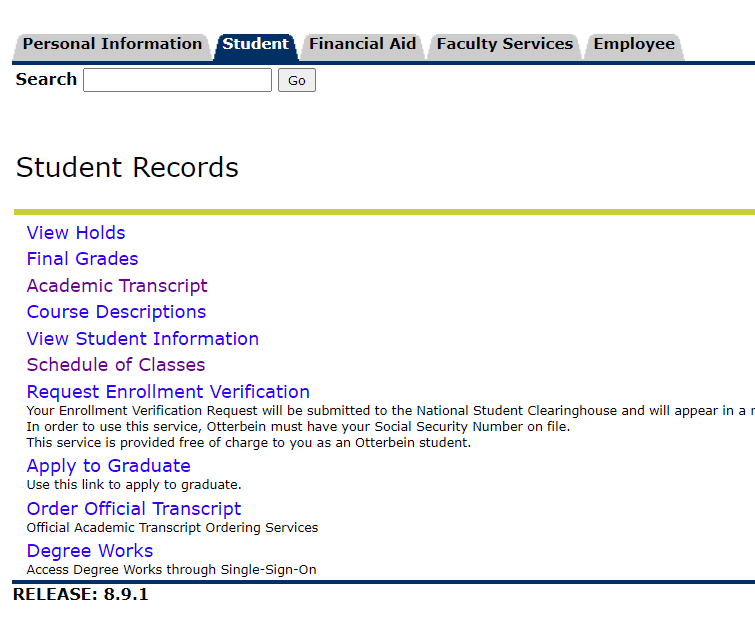 Personal Information Student Financial Aid Faculty Services Employee
Search Go
Student Records
View Holds
Final Grades
Academic Transcript
Course Descriptions
View Student Information
Schedule of Classes
Request Enrollment Verification
Your Enrollment Verification Request will be submitted to the National Student Clearinghouse and will appear in a
In order to use this service, Otterbein must have your Social Security Number on file.
This service is provided free of charge to you as an Otterbein student.
Apply to Graduate
Use this link to apply to graduate.
Order Official Transcript
Official Academic Transcript Ordering Services
Degree Works
Access Degree Works through Single-Sign-On
RELEASE: 8.9.1